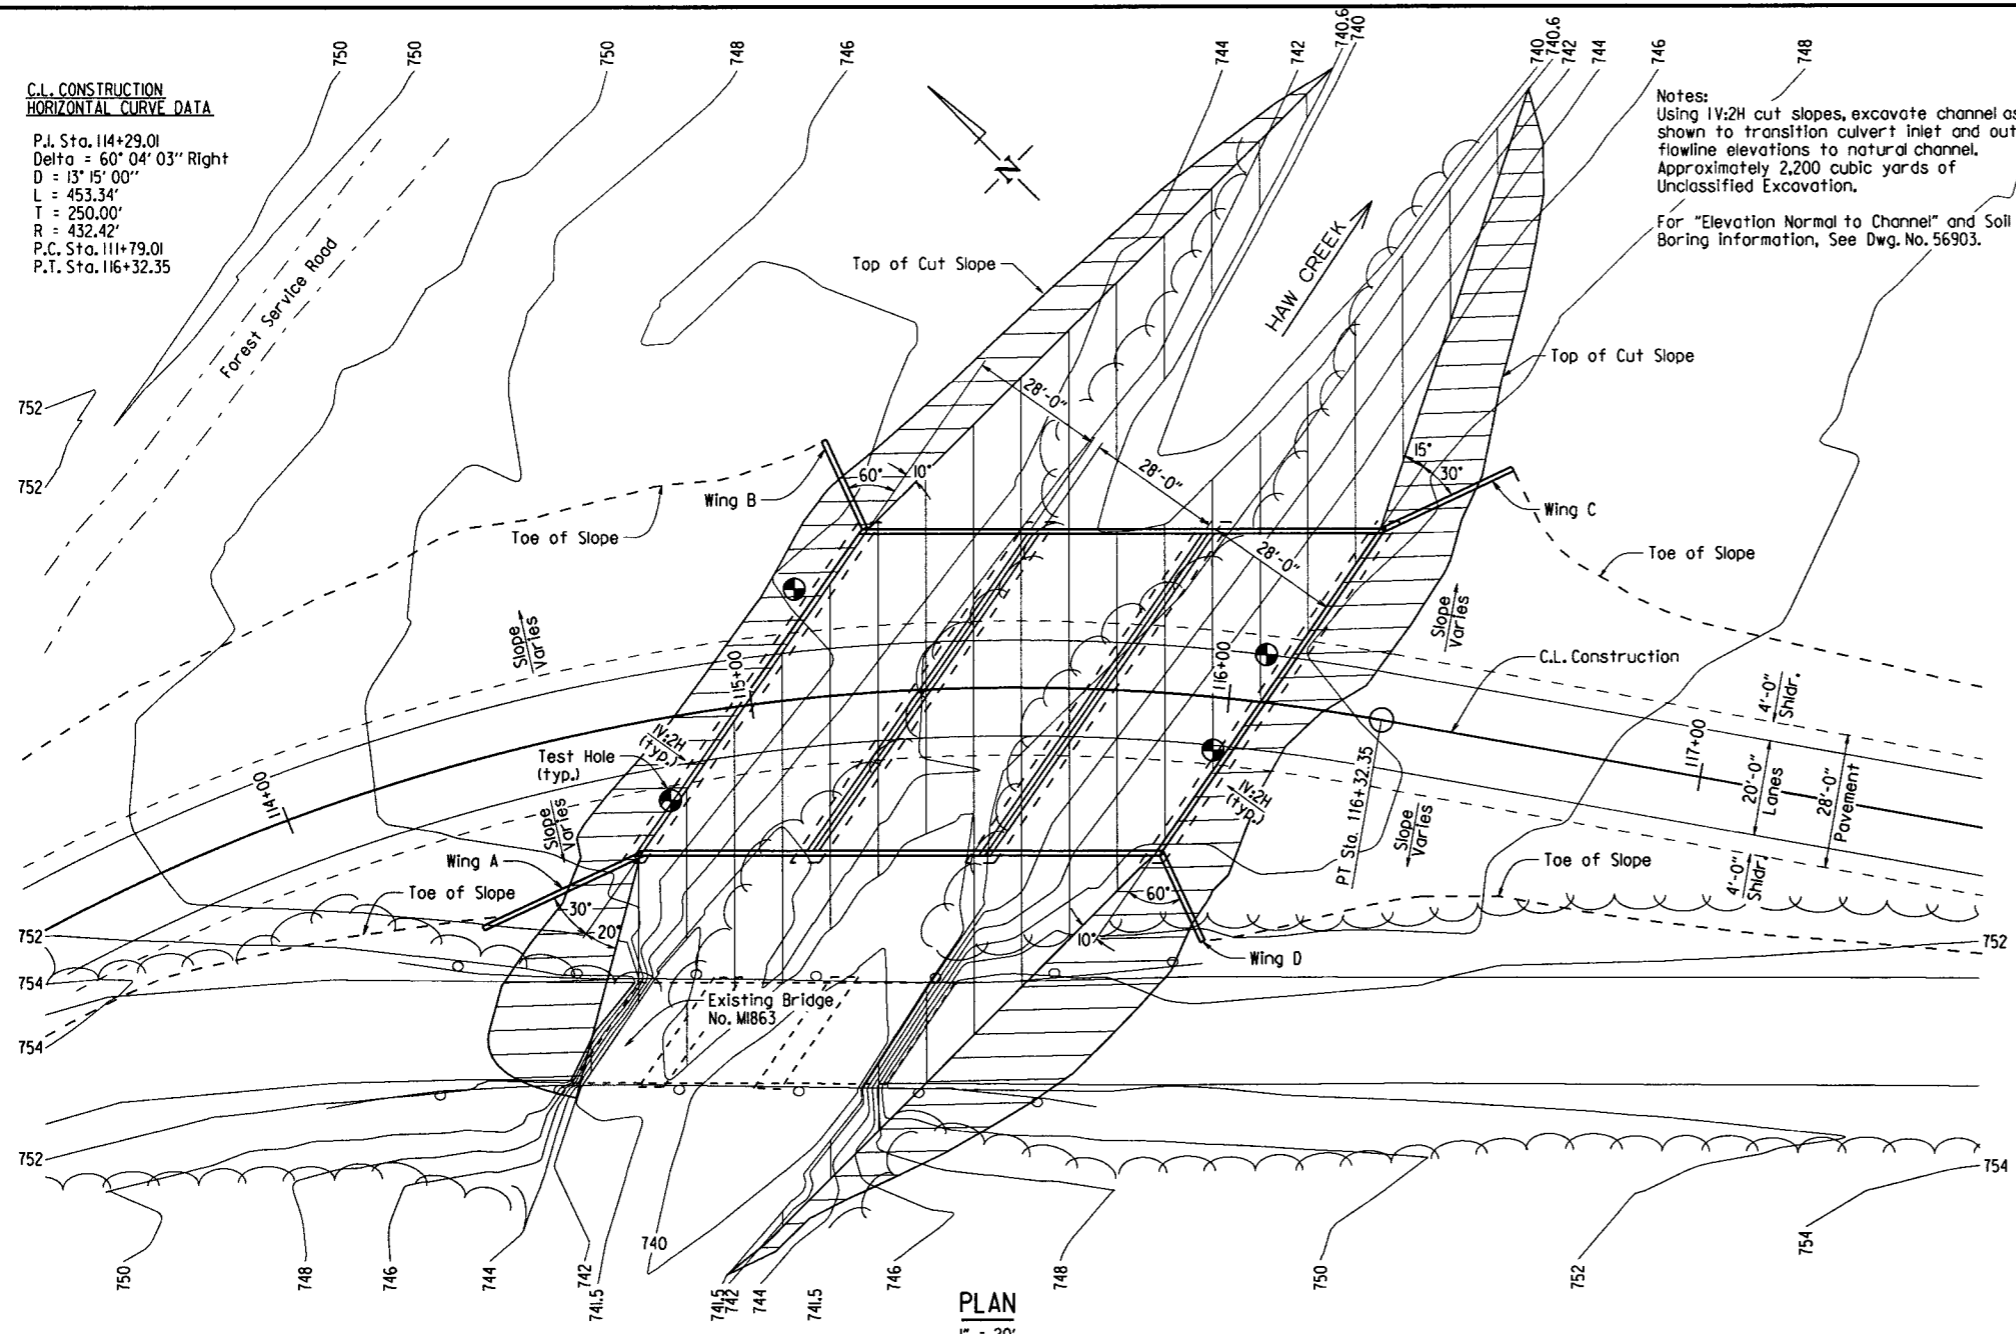 750
750
750
748
746
744
742
740.6
740
740
740.6
742
744
746
748
C.L. CONSTRUCTION
HORIZONTAL CURVE DATA
P.I. Sta. 114+29.01
Delta = 60° 04' 03" Right
D = 13° 15' 00"
L = 453.34'
T = 250.00'
R = 432.42'
P.C. Sta. 111+79.01
P.T. Sta. 116+32.35
Notes:
Using 1V:2H cut slopes, excavate channel as
shown to transition culvert inlet and out
flowline elevations to natural channel.
Approximately 2,200 cubic yards of
Unclassified Excavation.
For "Elevation Normal to Channel" and Soil
Boring information, See Dwg. No. 56903.
N
Forest Service Road
Top of Cut Slope
HAW CREEK
Top of Cut Slope
752
752
28'-0"
28'-0"
28'-0"
60°
10°
15°
30°
Wing B
Wing C
Toe of Slope
Toe of Slope
Slope
Varies
Slope
Varies
C.L. Construction
115+00
116+00
4'-0"
Shldr.
117+00
20'-0"
Lanes
28'-0"
Pavement
1V:2H
(typ.)
Test Hole
(typ.)
114+00
Slope
Varies
1V:2H
(typ.)
PT Sta. 116+32.35
Slope
Varies
4'-0"
Shldr.
Wing A
Toe of Slope
Toe of Slope
30°
20°
60°
10°
Wing D
752
754
754
752
752
754
Existing Bridge
No. M1863
740
750
748
746
744
742
741.5
741.5
742
744
741.5
746
748
750
752
754
PLAN
1" = 20'